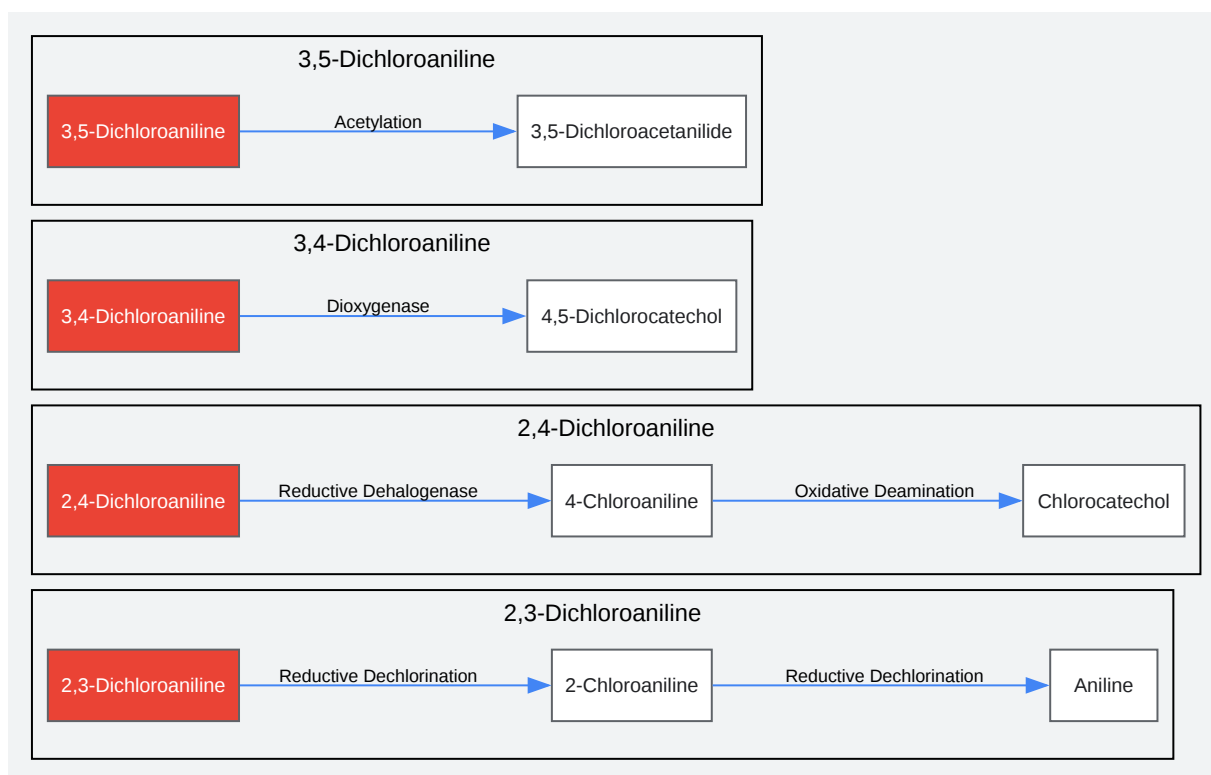 3,5-Dichloroaniline
3,5-Dichloroaniline
Acetylation
3,5-Dichloroacetanilide
3,4-Dichloroaniline
3,4-Dichloroaniline
Dioxygenase
4,5-Dichlorocatechol
2,4-Dichloroaniline
2,4-Dichloroaniline
Reductive Dehalogenase
4-Chloroaniline
Oxidative Deamination
Chlorocatechol
2,3-Dichloroaniline
2,3-Dichloroaniline
Reductive Dechlorination
2-Chloroaniline
Reductive Dechlorination
Aniline